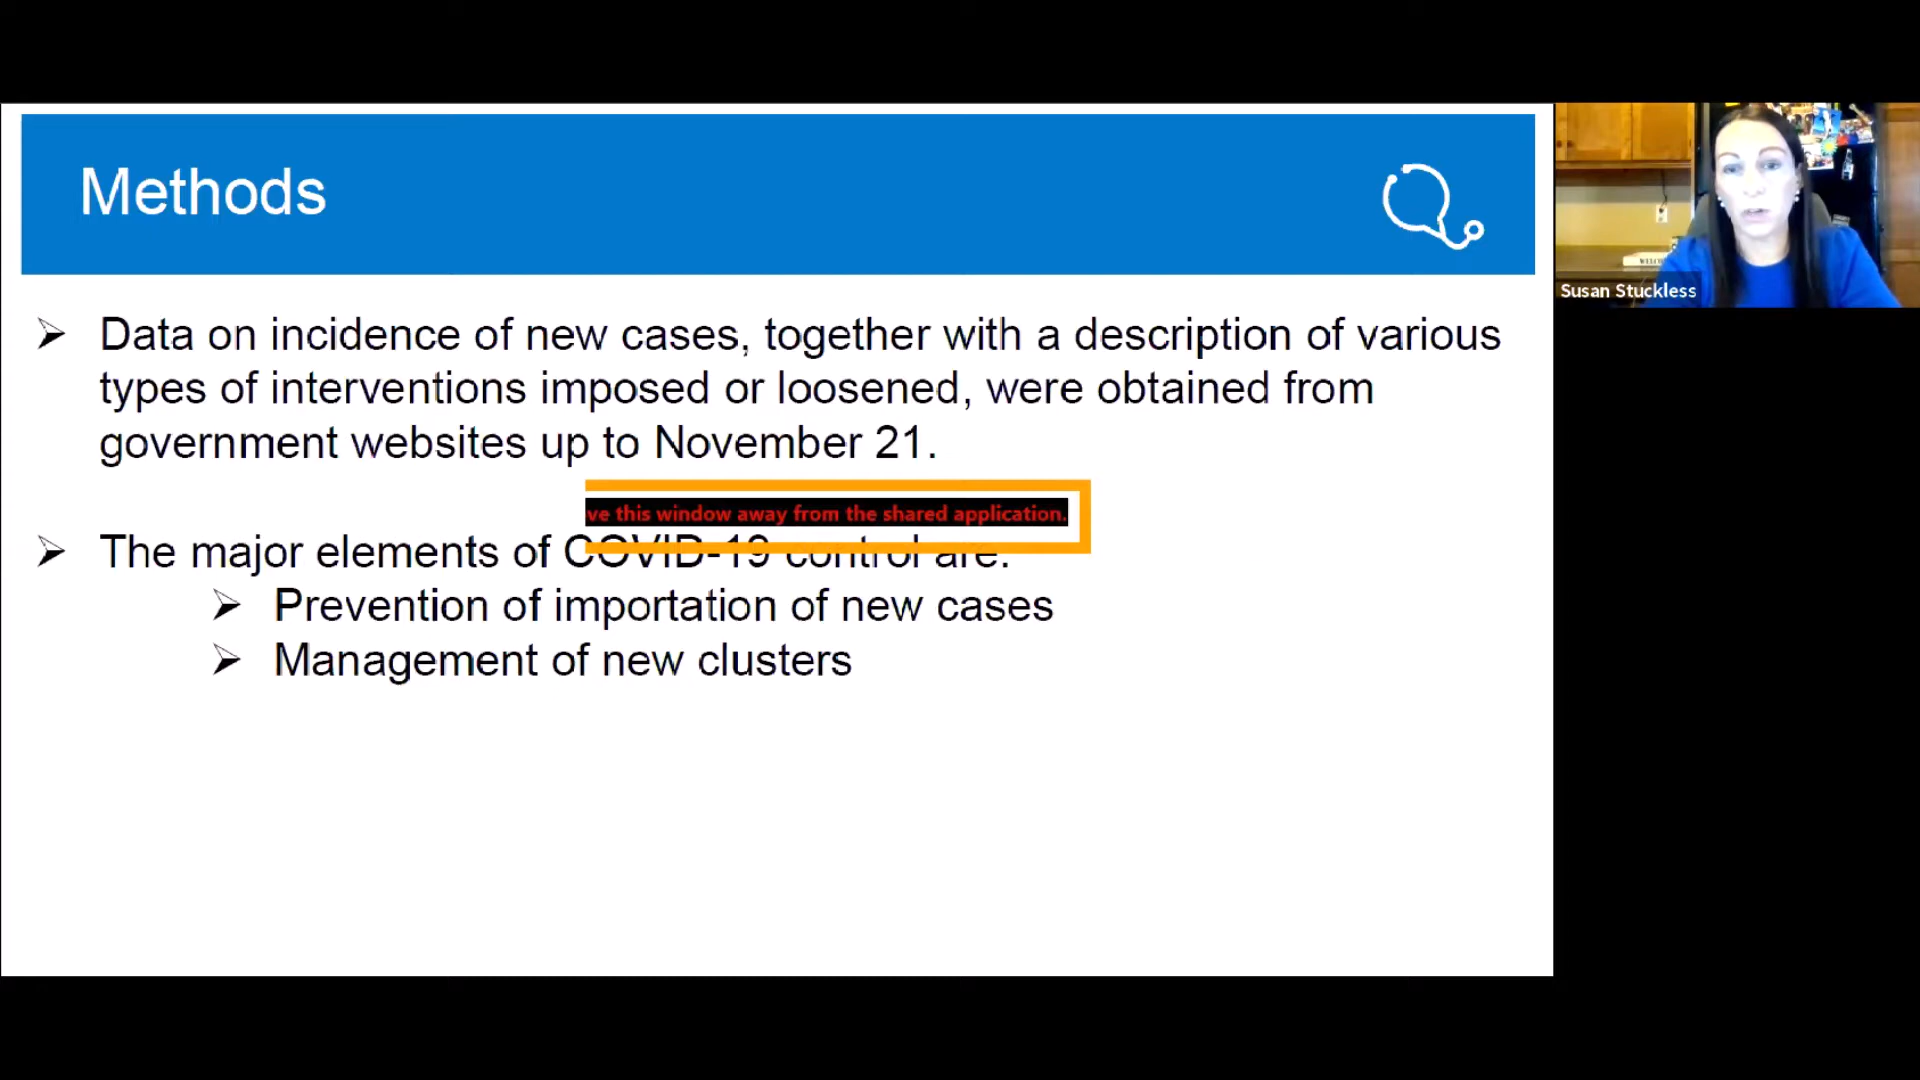 Methods
Data on incidence of new cases, together with a description of various
types of interventions imposed or loosened, were obtained from
government websites up to November 21.
ve this window away from the shared application.
The major elements of COVID-19 control are:
Prevention of importation of new cases
Management of new clusters
Susan Stuckless